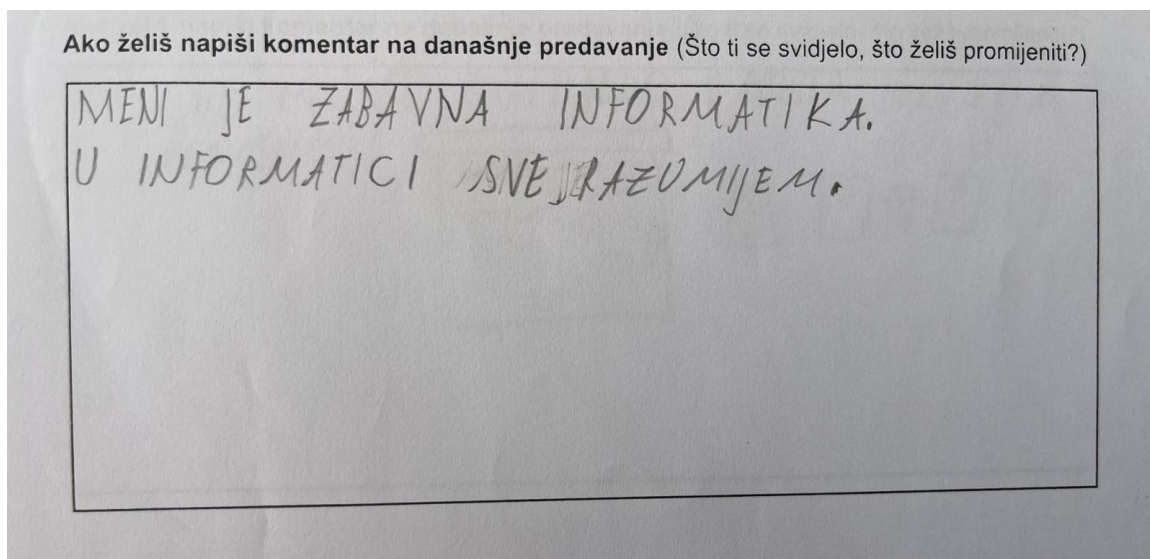 Ako želiš napiši komentar na današnje predavanje (Što ti se svidjelo, što želiš promijeniti?)
MENI JE ZABAVNA INFORMATIKA.
U INFORMATICI SVE RAZUMIJEM.